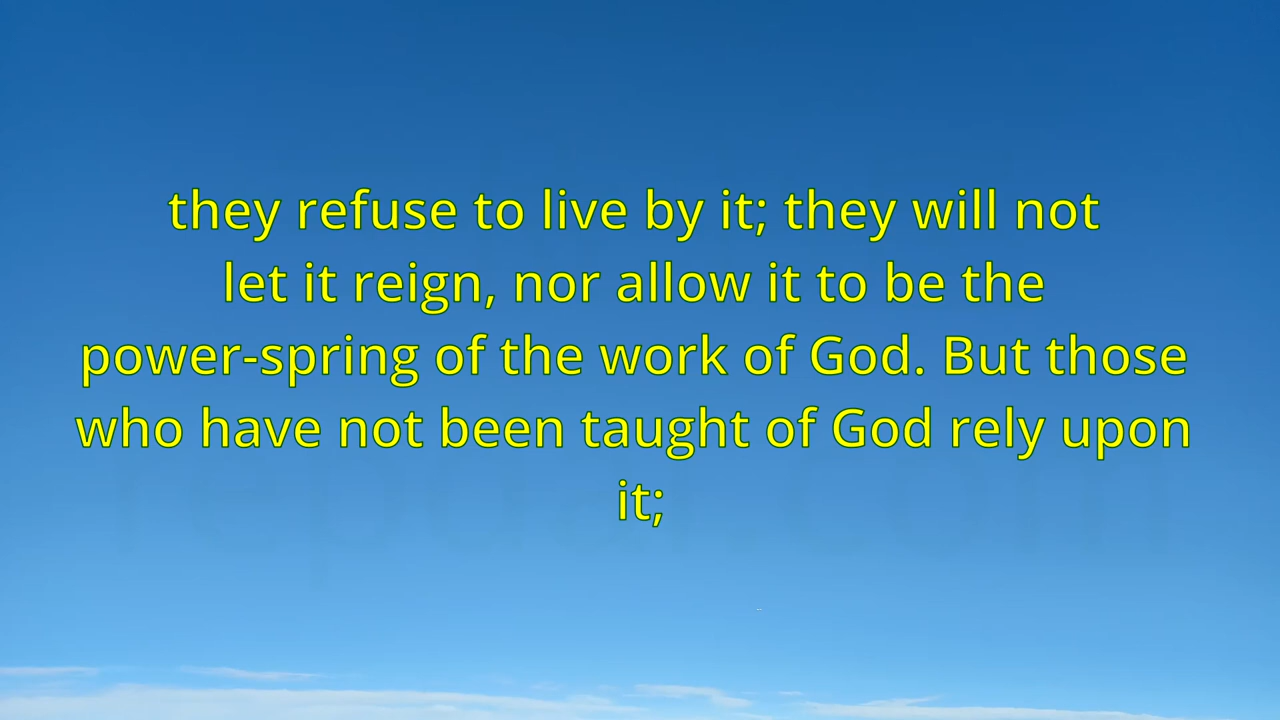 they refuse to live by it; they will not
let it reign, nor allow it to be the
power-spring of the work of God. But those
who have not been taught of God rely upon
it;